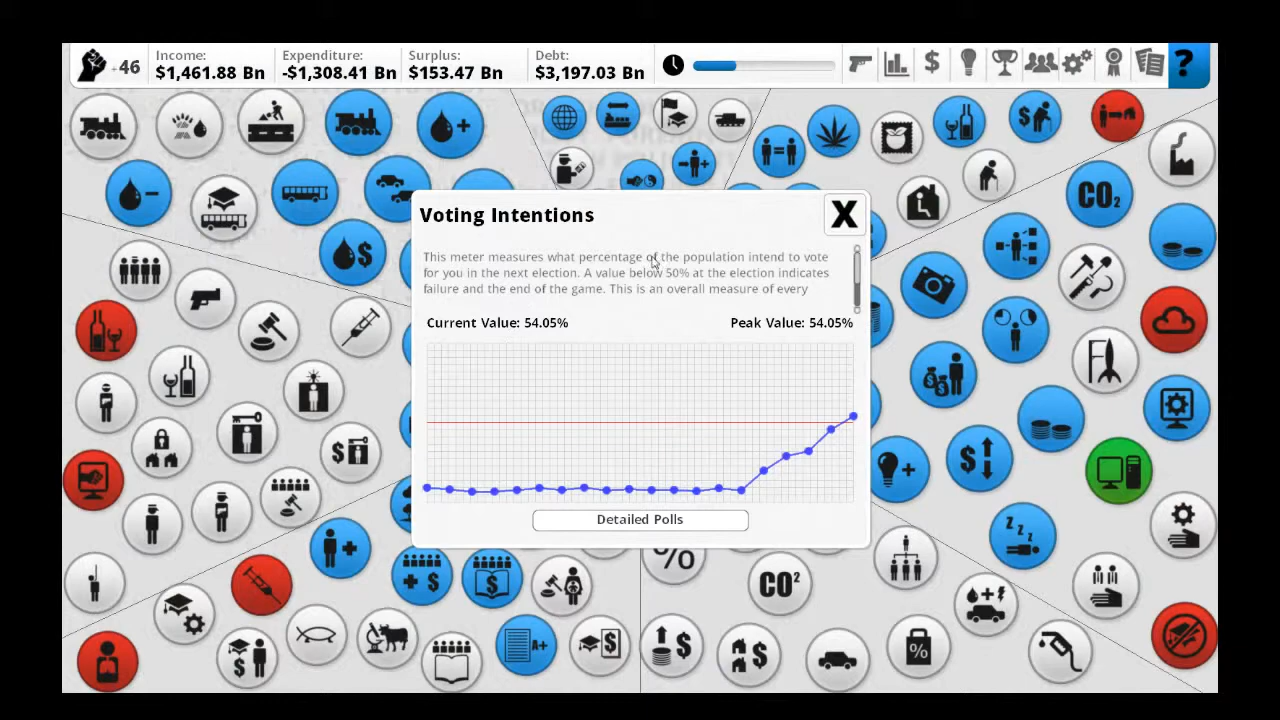 +46
Income:
$1,461.88 Bn
Expenditure:
-$1,308.41 Bn
Surplus:
$153.47 Bn
Debt:
$3,197.03 Bn
$
?
Voting Intentions
X
This meter measures what percentage of the population intend to vote
for you in the next election. A value below 50% at the election indicates
failure and the end of the game. This is an overall measure of every
Current Value: 54.05%
Peak Value: 54.05%
Detailed Polls
CO₂
CO²
%
A+
Z Z Z